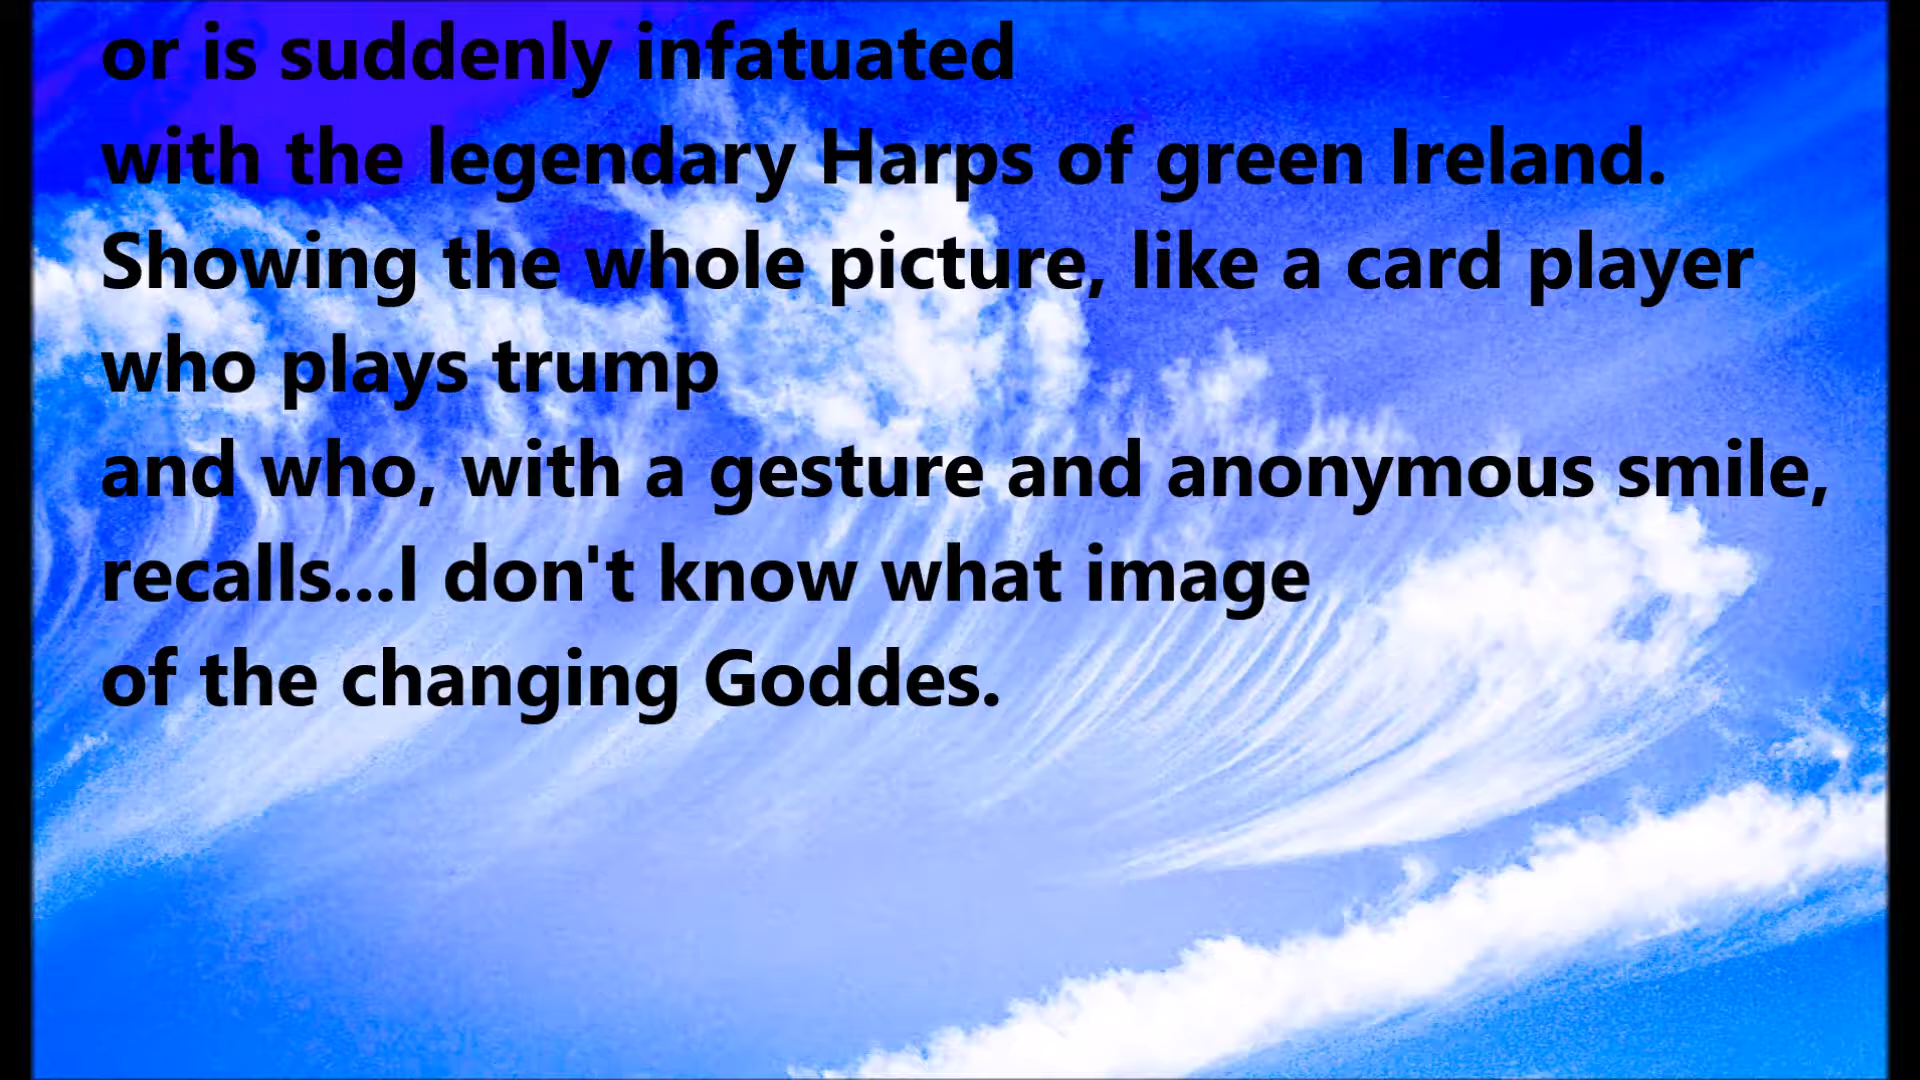 or is suddenly infatuated
with the legendary Harps of green Ireland.
Showing the whole picture, like a card player
who plays trump
and who, with a gesture and anonymous smile,
recalls...I don't know what image
of the changing Goddes.